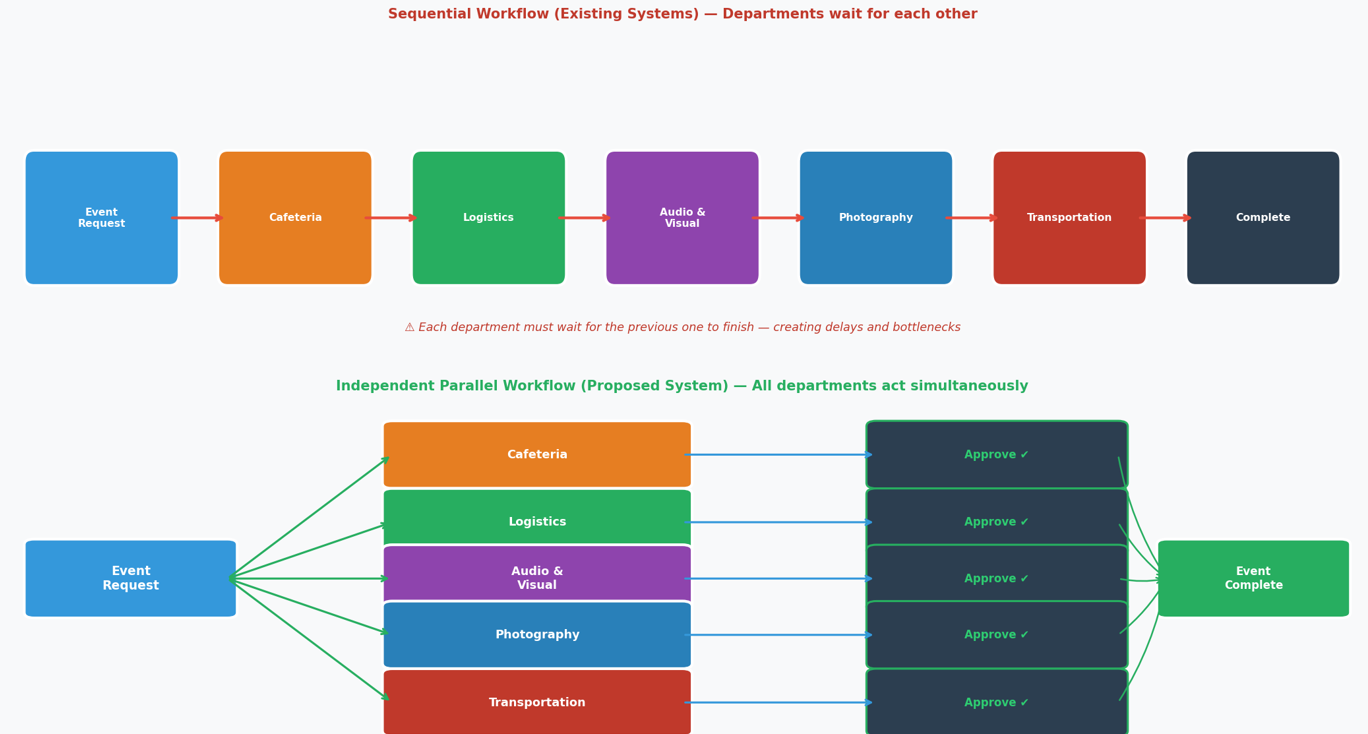 Sequential Workflow (Existing Systems) — Departments wait for each other
Event
Request
Cafeteria
Logistics
Audio &
Visual
Photography
Transportation
Complete
⚠ Each department must wait for the previous one to finish — creating delays and bottlenecks
Independent Parallel Workflow (Proposed System) — All departments act simultaneously
Event
Request
Cafeteria
Approve ✔
Logistics
Approve ✔
Audio &
Visual
Approve ✔
Photography
Approve ✔
Transportation
Approve ✔
Event
Complete